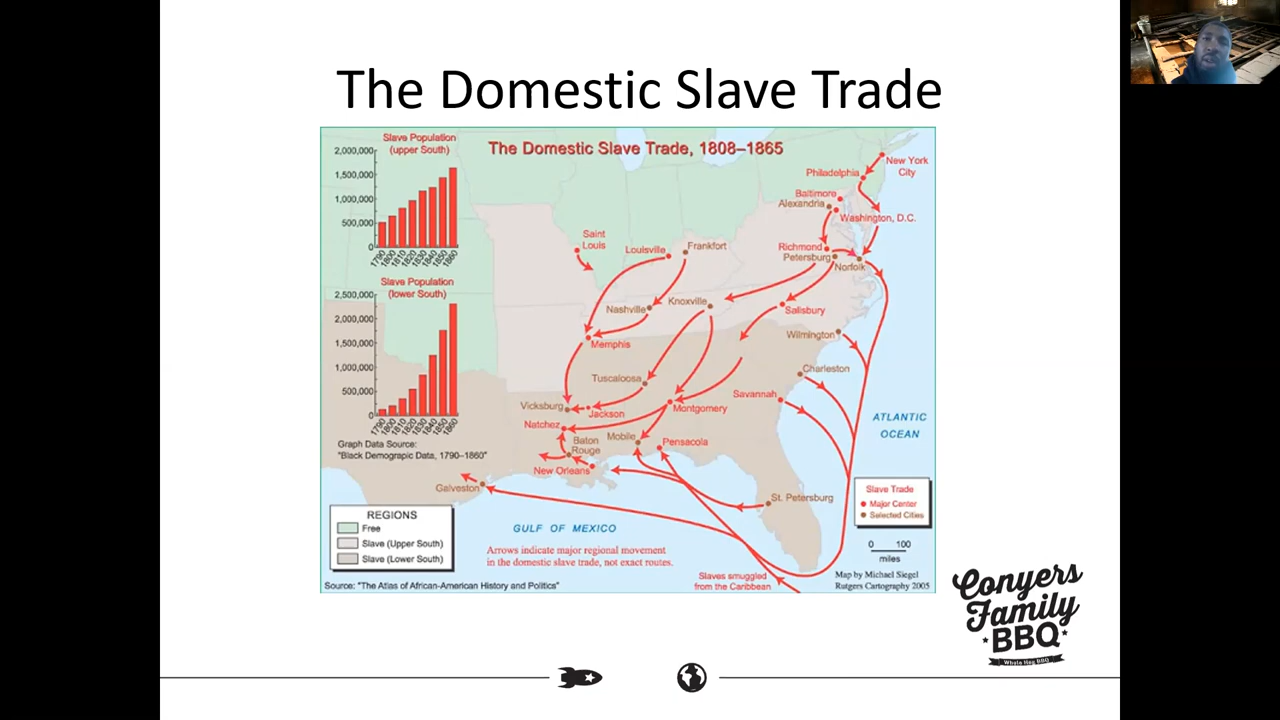 The Domestic Slave Trade
The Domestic Slave Trade, 1808–1865
Slave Population
(upper South)
2,000,000
1,500,000
1,000,000
500,000
0
1790
1800
1810
1820
1830
1840
1850
1860
Slave Population
(lower South)
2,500,000
2,000,000
1,500,000
1,000,000
500,000
0
1790
1800
1810
1820
1830
1840
1850
1860
Graph Data Source:
"Black Demograpic Data, 1790–1860"
New York
City
Philadelphia
Baltimore
Alexandria
Washington, D.C.
Richmond
Petersburg
Norfolk
Saint
Louis
Louisville
Frankfort
Nashville
Knoxville
Salisbury
Memphis
Wilmington
Tuscaloosa
Charleston
Savannah
Vicksburg
Jackson
Montgomery
Natchez
Baton
Rouge
Mobile
Pensacola
New Orleans
Galveston
St. Petersburg
ATLANTIC
OCEAN
GULF OF MEXICO
REGIONS
Free
Slave (Upper South)
Slave (Lower South)
Arrows indicate major regional movement
in the domestic slave trade, not exact routes.
Slaves smuggled
from the Caribbean
Slave Trade
Major Center
Selected Cities
0 100
miles
Map by Michael Siegel
Rutgers Cartography 2005
Source: "The Atlas of African-American History and Politics"
Conyers
Family
BBQ
Whole Hog BBQ